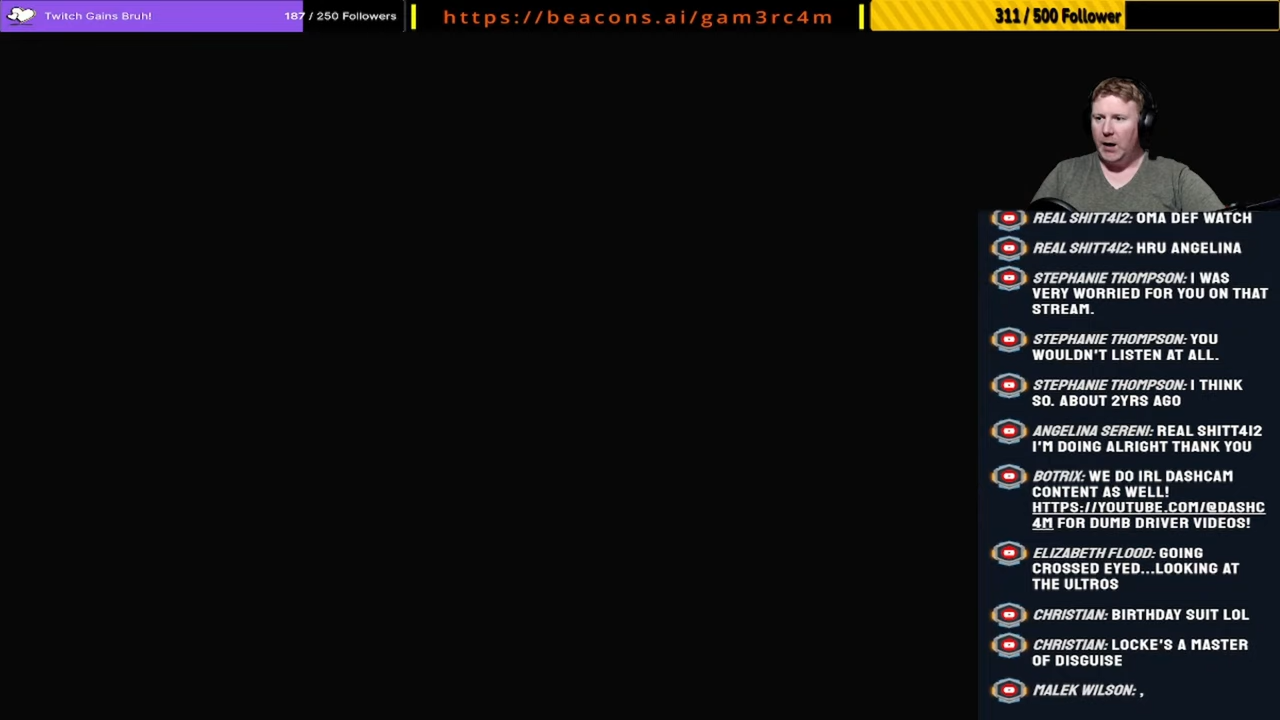 Twitch Gains Bruh!
187 / 250 Followers
https://beacons.ai/gam3rc4m
311 / 500 Follower
REAL SHITT412: OMA DEF WATCH
REAL SHITT412: HRU ANGELINA
STEPHANIE THOMPSON: I WAS
VERY WORRIED FOR YOU ON THAT
STREAM.
STEPHANIE THOMPSON: YOU
WOULDN'T LISTEN AT ALL.
STEPHANIE THOMPSON: I THINK
SO. ABOUT 2YRS AGO
ANGELINA SERENI: REAL SHITT412
I'M DOING ALRIGHT THANK YOU
BOTRIX: WE DO IRL DASHCAM
CONTENT AS WELL!
HTTPS://YOUTUBE.COM/@DASHC
4M FOR DUMB DRIVER VIDEOS!
ELIZABETH FLOOD: GOING
CROSSED EYED...LOOKING AT
THE ULTROS
CHRISTIAN: BIRTHDAY SUIT LOL
CHRISTIAN: LOCKE'S A MASTER
OF DISGUISE
MALEK WILSON: ,